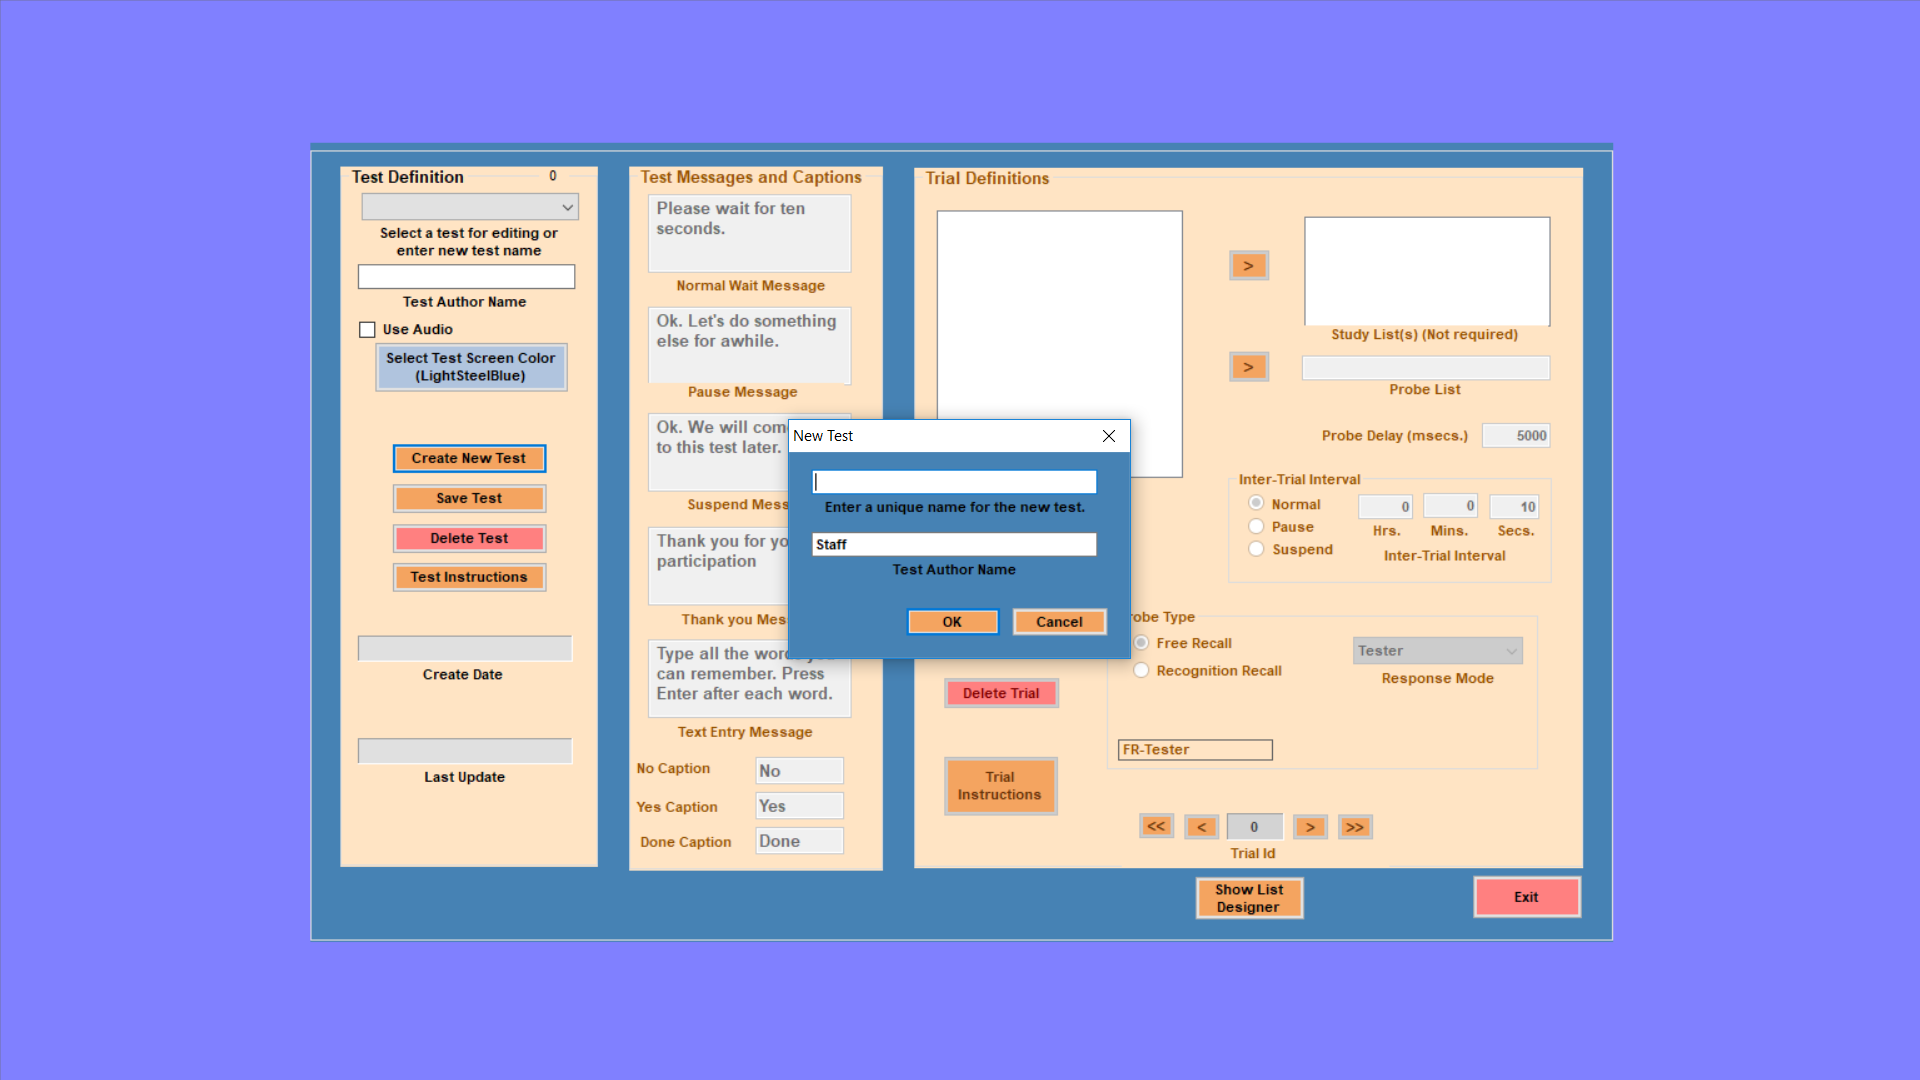 Test Definition
0
Select a test for editing or
enter new test name
Test Author Name
Use Audio
Select Test Screen Color
(LightSteelBlue)
Create New Test
Save Test
Delete Test
Test Instructions
Create Date
Last Update
Test Messages and Captions
Please wait for ten
seconds.
Normal Wait Message
Ok. Let's do something
else for awhile.
Pause Message
Ok. We will com
to this test later.
Suspend Mess
Thank you for yo
participation
Thank you Mes
Type all the words you
can remember. Press
Enter after each word.
Text Entry Message
No Caption
No
Yes Caption
Yes
Done Caption
Done
New Test
Enter a unique name for the new test.
Staff
Test Author Name
OK
Cancel
Trial Definitions
>
Study List(s) (Not required)
>
Probe List
Probe Delay (msecs.)
5000
Inter-Trial Interval
Normal
Pause
Suspend
0
0
10
Hrs.
Mins.
Secs.
Inter-Trial Interval
robe Type
Free Recall
Recognition Recall
Tester
Response Mode
FR-Tester
Delete Trial
Trial
Instructions
<<
<
0
>
>>
Trial Id
Show List
Designer
Exit